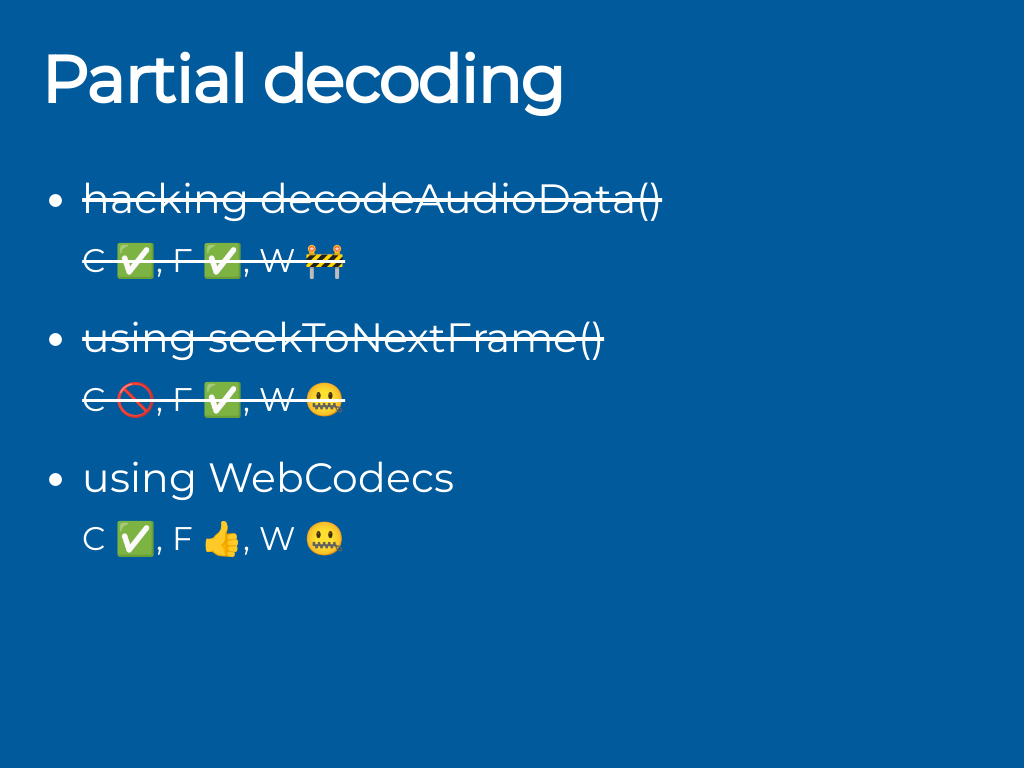 Partial decoding
• hacking decodeAudioData()
C ✅, F ✅, W 🚧
• using seekToNextFrame()
C 🚫, F ✅, W 🤐
• using WebCodecs
C ✅, F 👍, W 🤐